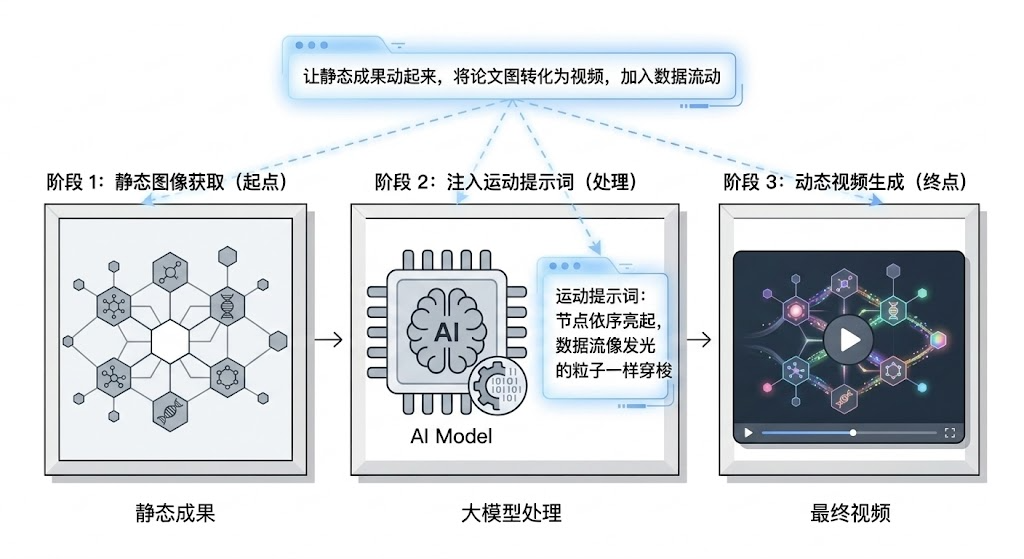 让静态成果动起来，将论文图转化为视频，加入数据流动
阶段 1：静态图像获取（起点）
阶段 2：注入运动提示词（处理）
阶段 3：动态视频生成（终点）
AI
11
10101
101101
101
AI Model
运动提示词：
节点依序亮起，
数据流像发光
的粒子一样穿梭
静态成果
大模型处理
最终视频